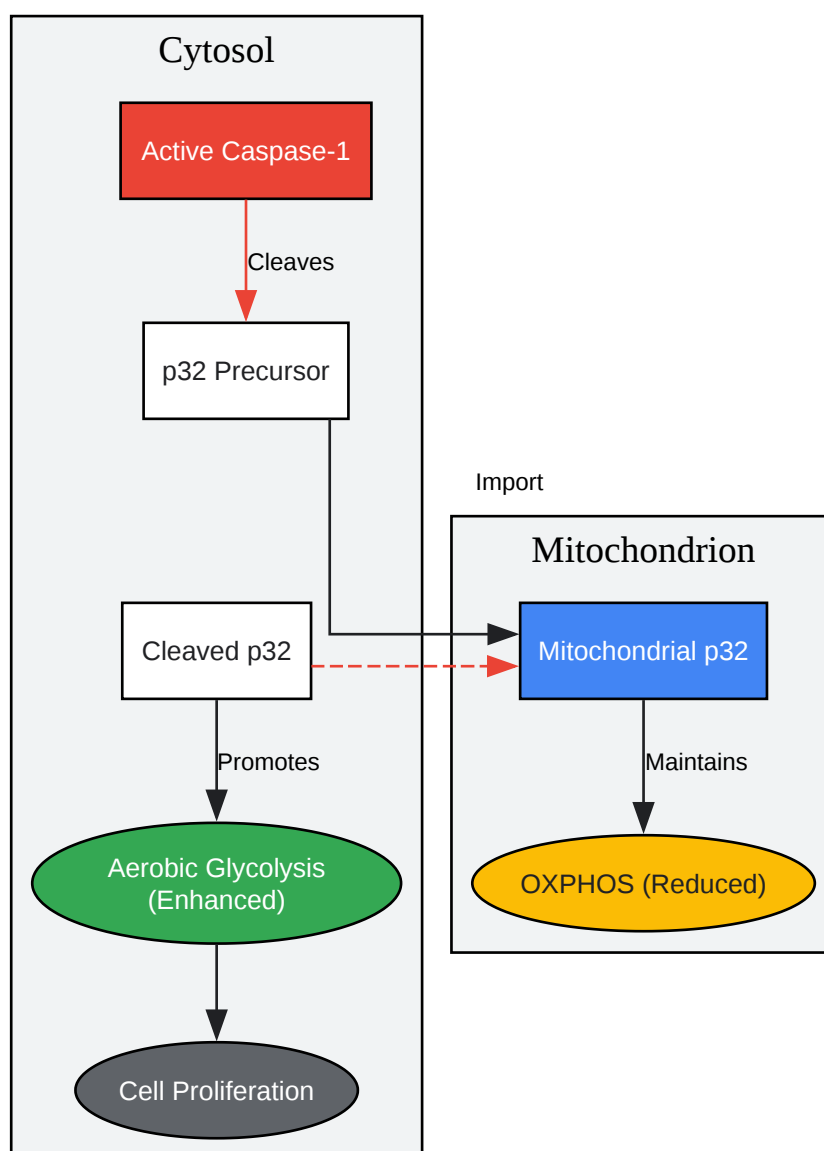 Cytosol
Active Caspase-1
Cleaves
p32 Precursor
Import
Mitochondrion
Cleaved p32
Mitochondrial p32
Promotes
Maintains
Aerobic Glycolysis
(Enhanced)
OXPHOS (Reduced)
Cell Proliferation